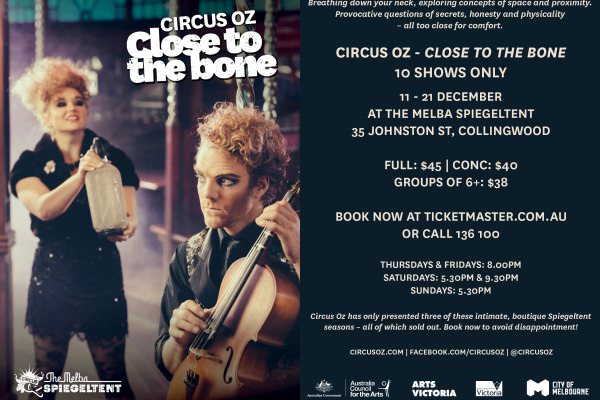 CIRCUS OZ
Close to
the bone
The Melba
SPIEGELTENT
Breathing down your neck, exploring concepts of space and proximity.
Provocative questions of secrets, honesty and physicality
– all too close for comfort.
CIRCUS OZ - CLOSE TO THE BONE
10 SHOWS ONLY
11 - 21 DECEMBER
AT THE MELBA SPIEGELTENT
35 JOHNSTON ST, COLLINGWOOD
FULL: $45 | CONC: $40
GROUPS OF 6+: $38
BOOK NOW AT TICKETMASTER.COM.AU
OR CALL 136 100
THURSDAYS & FRIDAYS: 8.00PM
SATURDAYS: 5.30PM & 9.30PM
SUNDAYS: 5.30PM
Circus Oz has only presented three of these intimate, boutique Spiegeltent
seasons – all of which sold out. Book now to avoid disappointment!
CIRCUSOZ.COM | FACEBOOK.COM/CIRCUSOZ | @CIRCUSOZ
Australian Government
Australia Council
for the Arts
ARTS
VICTORIA
Victoria
CITY OF
MELBOURNE